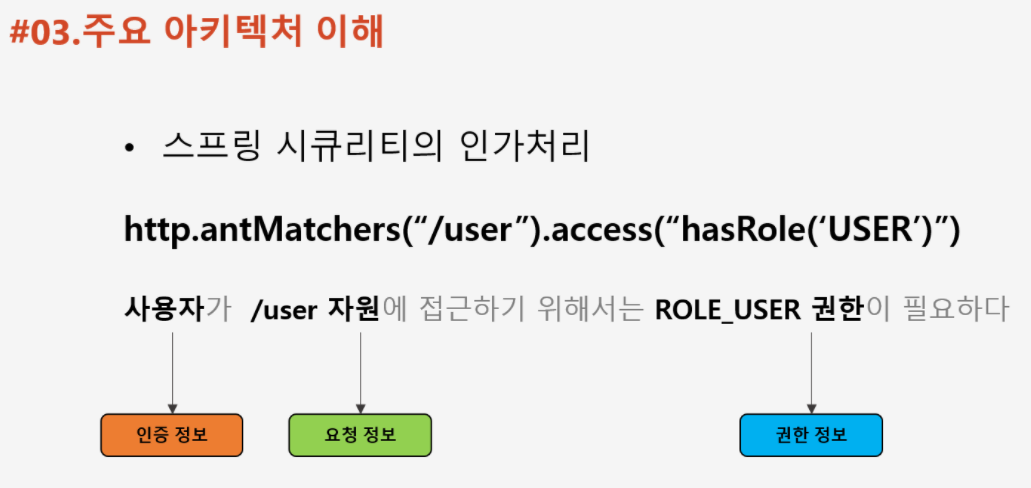 #03.주요 아키텍처 이해
• 스프링 시큐리티의 인가처리
http.antMatchers(“/user”).access(“hasRole(‘USER’)”)
사용자가 /user 자원에 접근하기 위해서는 ROLE_USER 권한이 필요하다
인증 정보
요청 정보
권한 정보